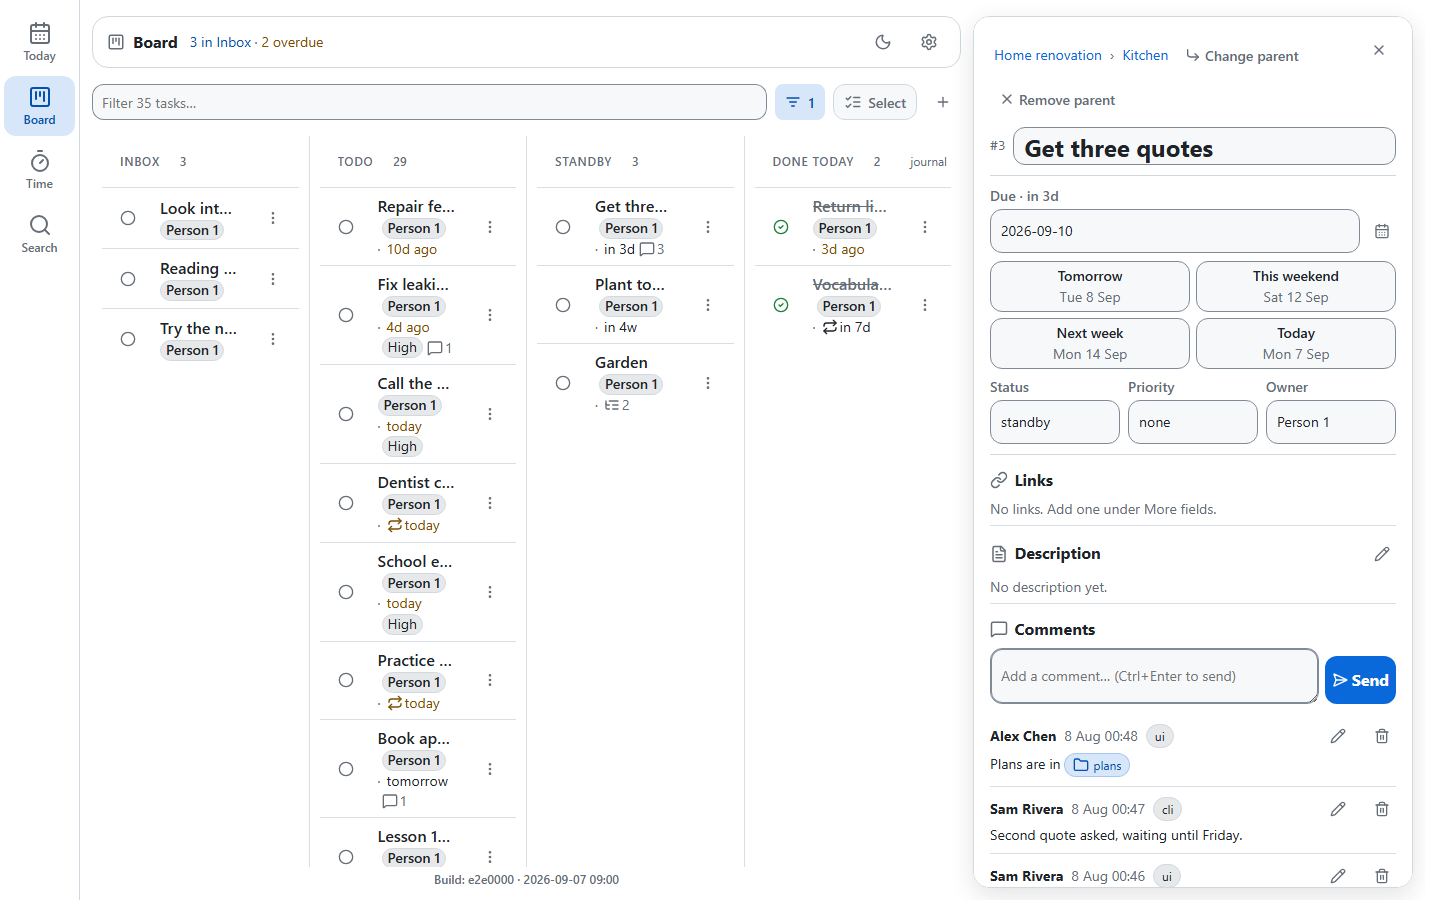 Today
Board
Time
Search
Board 3 in Inbox · 2 overdue
Filter 35 tasks...
1
Select
INBOX 3
Look int...
Person 1
Reading ...
Person 1
Try the n...
Person 1
TODO 29
Repair fe...
Person 1
· 10d ago
Fix leaki...
Person 1
· 4d ago
High 1
Call the ...
Person 1
· today
High
Dentist c...
Person 1
· today
School e...
Person 1
· today
High
Practice ...
Person 1
· today
Book ap...
Person 1
· tomorrow
1
Lesson 1...
Person 1
STANDBY 3
Get thre...
Person 1
· in 3d 3
Plant to...
Person 1
· in 4w
Garden
Person 1
· 2
DONE TODAY 2 journal
Return li...
Person 1
· 3d ago
Vocabula...
Person 1
· in 7d
Build: e2e0000 · 2026-09-07 09:00
Home renovation › Kitchen Change parent
Remove parent
#3 Get three quotes
Due · in 3d
2026-09-10
Tomorrow
Tue 8 Sep
This weekend
Sat 12 Sep
Next week
Mon 14 Sep
Today
Mon 7 Sep
Status Priority Owner
standby none Person 1
Links
No links. Add one under More fields.
Description
No description yet.
Comments
Add a comment... (Ctrl+Enter to send)
Send
Alex Chen 8 Aug 00:48 ui
Plans are in plans
Sam Rivera 8 Aug 00:47 cli
Second quote asked, waiting until Friday.
Sam Rivera 8 Aug 00:46 ui